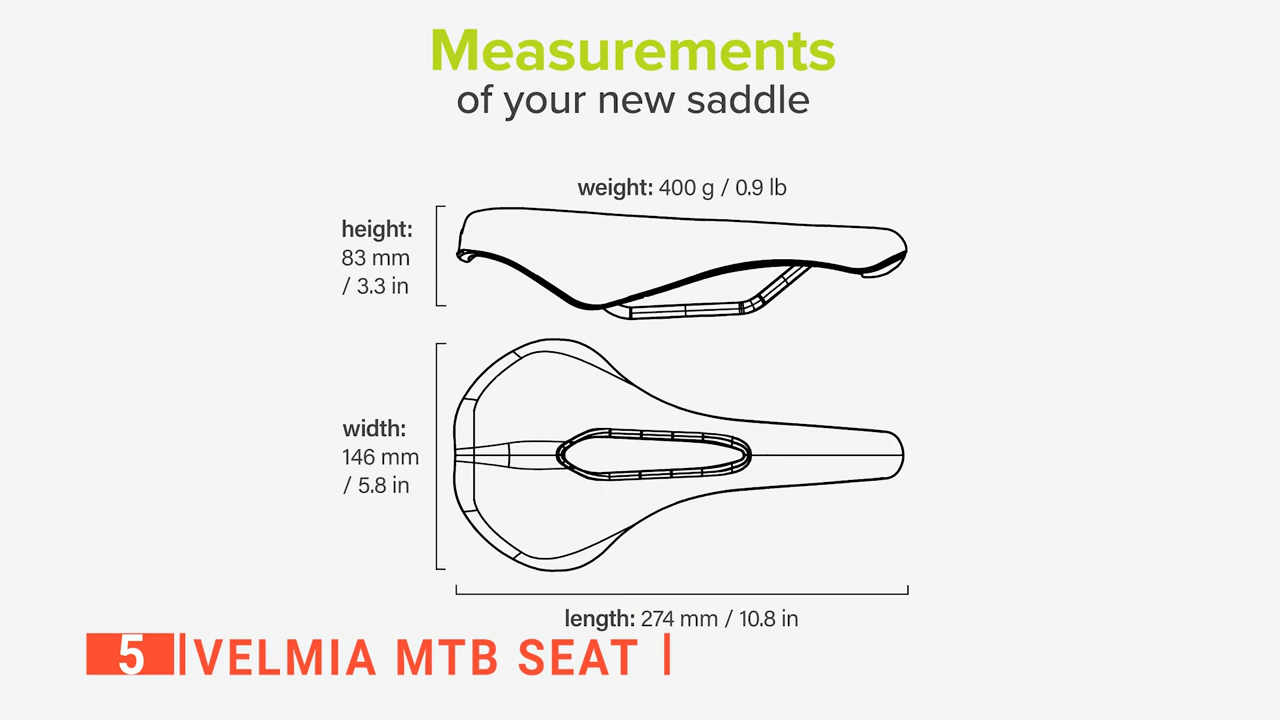 Measurements
of your new saddle
weight: 400 g / 0.9 lb
height:
83 mm
/ 3.3 in
width:
146 mm
/ 5.8 in
length: 274 mm / 10.8 in
5 VELMIA MTB SEAT